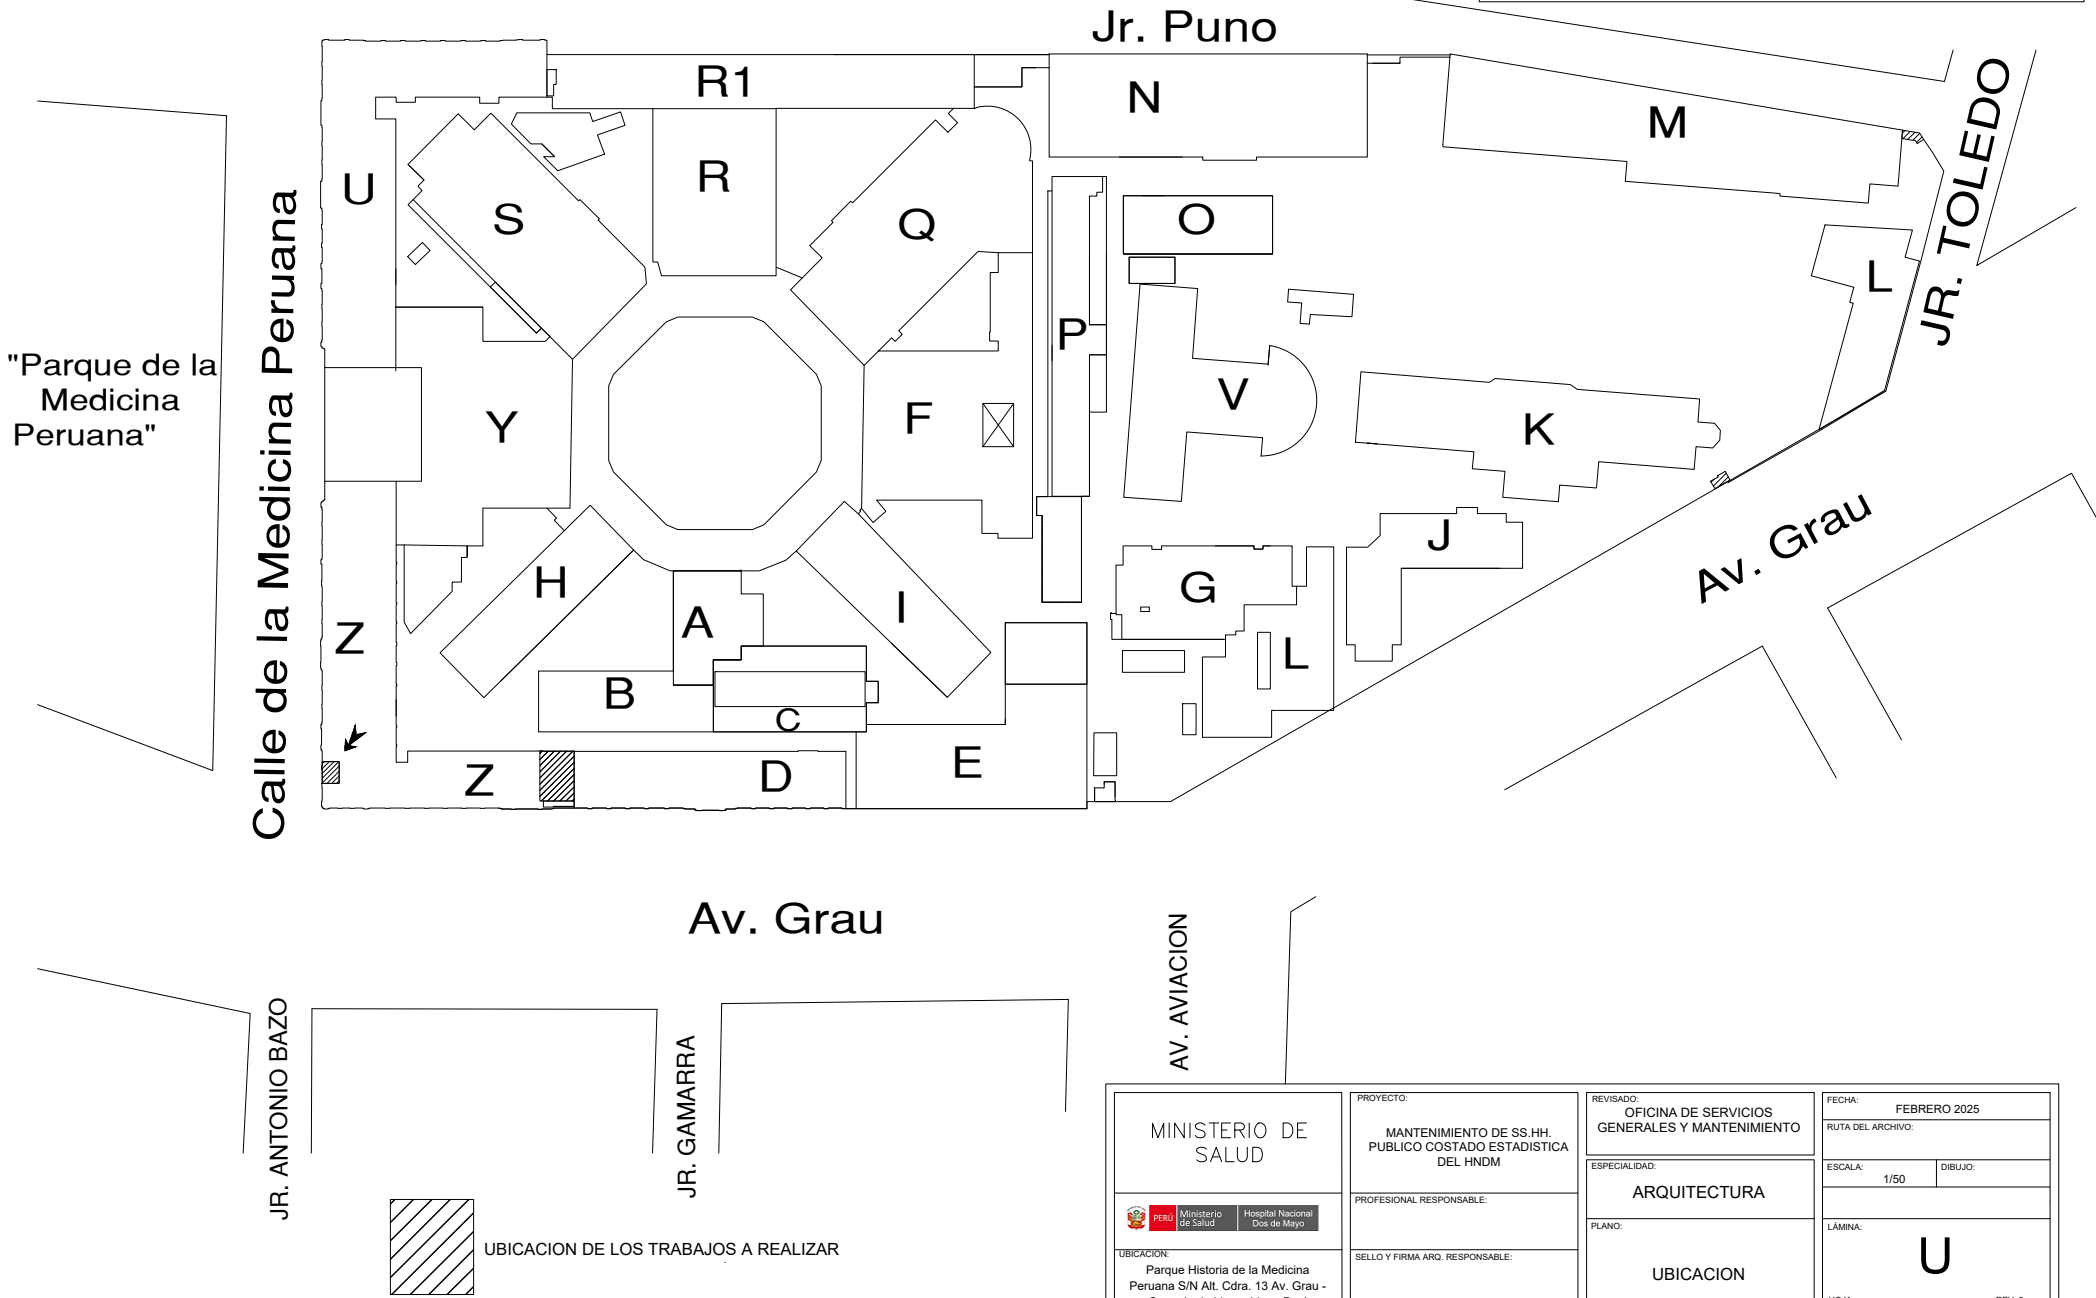 Jr. Puno
R1
N
M
JR. TOLEDO
U
S
R
Q
O
L
Calle de la Medicina Peruana
"Parque de la
Medicina
Peruana"
P
Y
F
V
K
J
Av. Grau
H
A
I
G
Z
B
C
L
Z
D
E
Av. Grau
AV. AVIACION
JR. ANTONIO BAZO
JR. GAMARRA
UBICACION DE LOS TRABAJOS A REALIZAR
MINISTERIO DE
SALUD
PERÚ
Ministerio
de Salud
Hospital Nacional
Dos de Mayo
UBICACION:
Parque Historia de la Medicina
Peruana S/N Alt. Cdra. 13 Av. Grau -
PROYECTO:
MANTENIMIENTO DE SS.HH.
PUBLICO COSTADO ESTADISTICA
DEL HNDM
PROFESIONAL RESPONSABLE:
SELLO Y FIRMA ARQ. RESPONSABLE:
REVISADO:
OFICINA DE SERVICIOS
GENERALES Y MANTENIMIENTO
ESPECIALIDAD:
ARQUITECTURA
PLANO:
UBICACION
FECHA:
FEBRERO 2025
RUTA DEL ARCHIVO:
ESCALA:
1/50
DIBUJO:
LÁMINA:
U